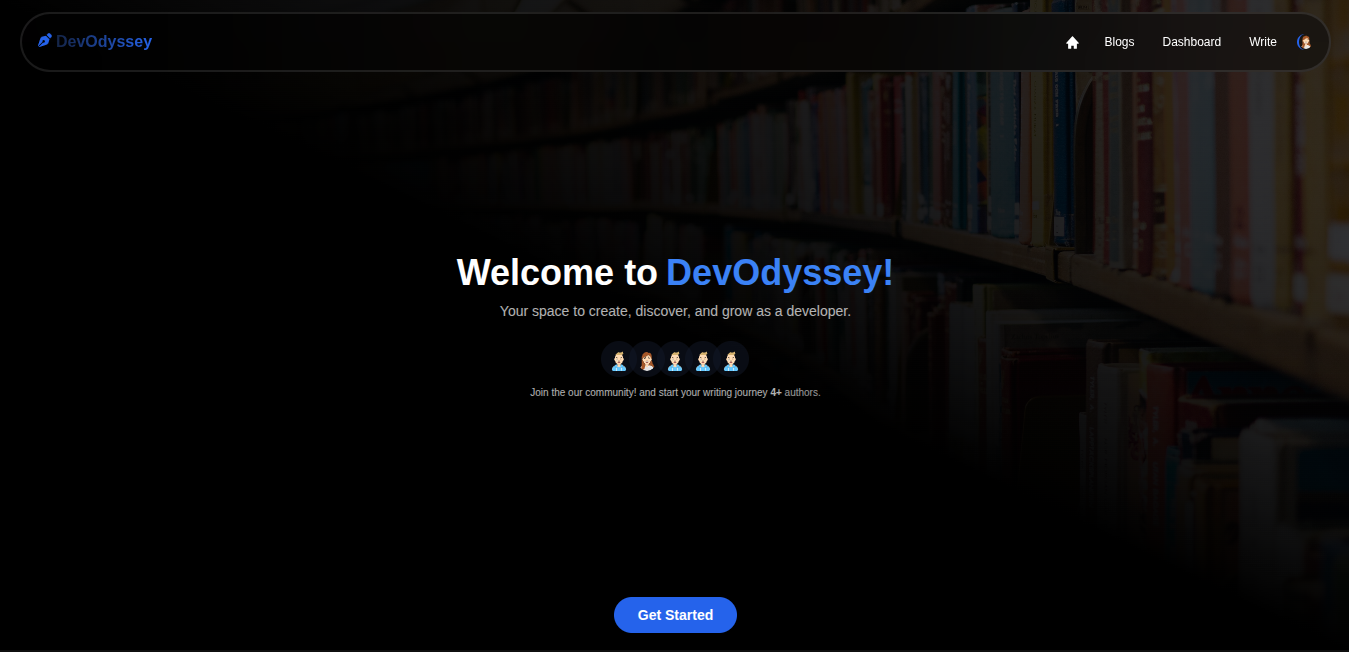 DevOdyssey
Blogs
Dashboard
Write
Welcome to DevOdyssey!
Your space to create, discover, and grow as a developer.
Join the our community! and start your writing journey 4+ authors.
Get Started